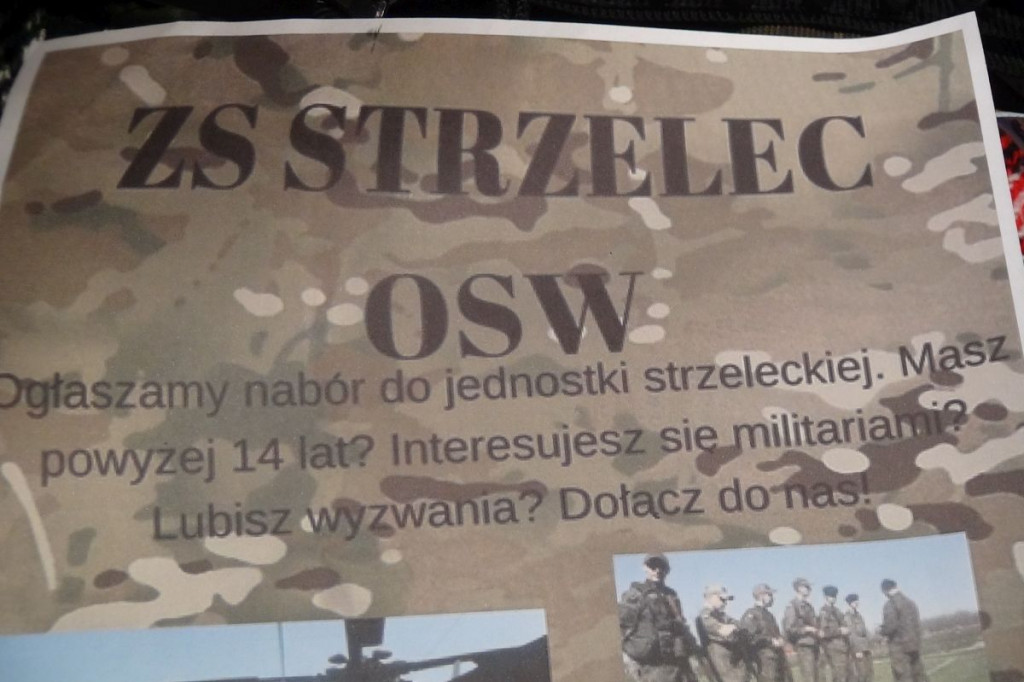 ZS STRZELEC
OSW
Ogłaszamy nabór do jednostki strzeleckiej. Masz
powyżej 14 lat? Interesujesz się militariami?
Lubisz wyzwania? Dołącz do nas!